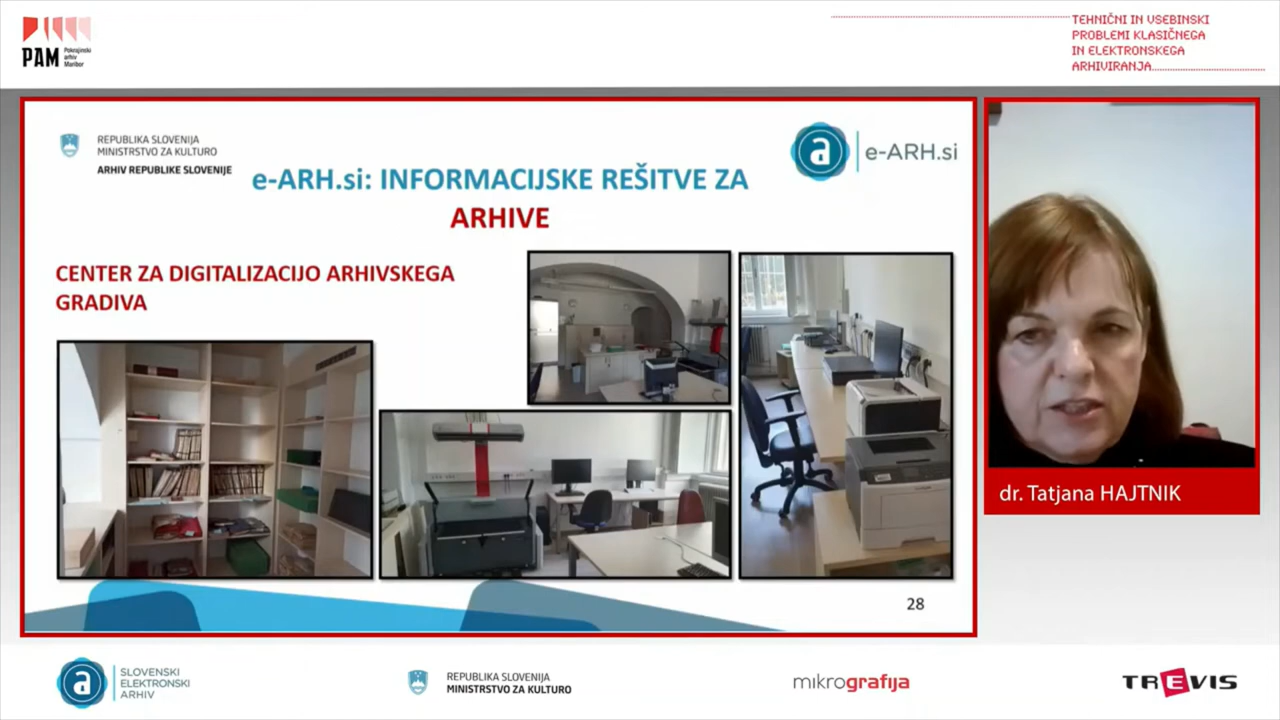 PAM
Pokrajinski
arhiv
Maribor
TEHNIČNI IN VSEBINSKI
PROBLEMI KLASIČNEGA
IN ELEKTRONSKEGA
ARHIVIRANJA
REPUBLIKA SLOVENIJA
MINISTRSTVO ZA KULTURO
ARHIV REPUBLIKE SLOVENIJE
a
e-ARH.si
e-ARH.si: INFORMACIJSKE REŠITVE ZA
ARHIVE
CENTER ZA DIGITALIZACIJO ARHIVSKEGA
GRADIVA
28
dr. Tatjana HAJTNIK
a
SLOVENSKI
ELEKTRONSKI
ARHIV
REPUBLIKA SLOVENIJA
MINISTRSTVO ZA KULTURO
mikrografija
TREVIS